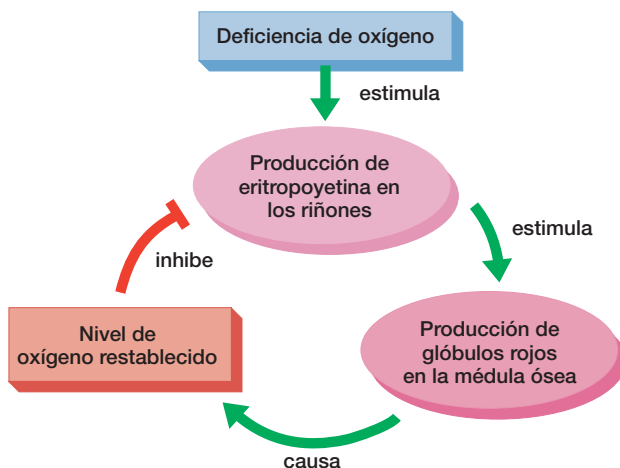 Deficiencia de oxígeno
estimula
Producción de
eritropoyetina en
los riñones
estimula
inhibe
Nivel de
oxígeno restablecido
Producción de
glóbulos rojos
en la médula ósea
causa